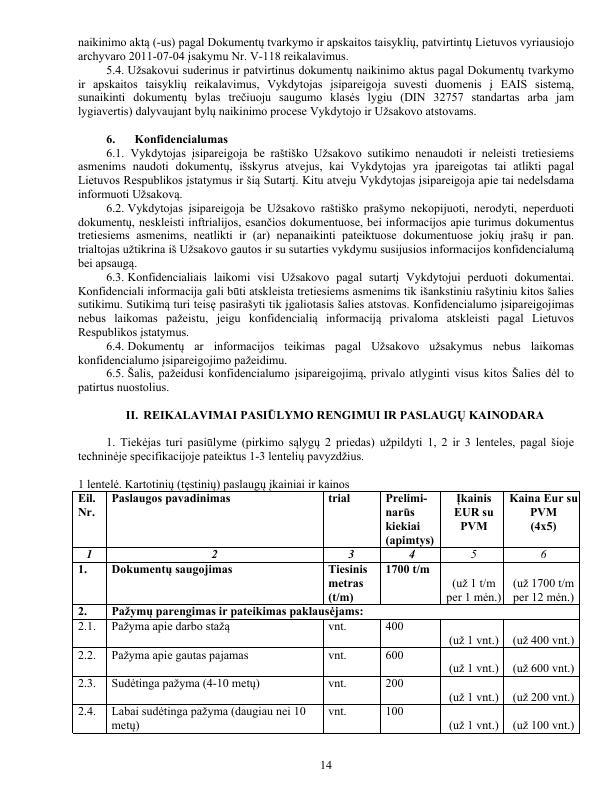 naikinimo aktą (-us) pagal Dokumentų tvarkymo ir apskaitos taisyklių, patvirtintų Lietuvos vyriausiojo
archyvaro 2011-07-04 įsakymu Nr. V-118 reikalavimus.
5.4. Užsakovui suderinus ir patvirtinus dokumentų naikinimo aktus pagal Dokumentų tvarkymo
ir apskaitos taisyklių reikalavimus, Vykdytojas įsipareigoja suvesti duomenis į EAIS sistemą,
sunaikinti dokumentų bylas trečiuoju saugumo klasės lygiu (DIN 32757 standartas arba jam
lygiavertis) dalyvaujant bylų naikinimo procese Vykdytojo ir Užsakovo atstovams.
6. Konfidencialumas
6.1. Vykdytojas įsipareigoja be raštiško Užsakovo sutikimo nenaudoti ir neleisti tretiesiems
asmenims naudoti dokumentų, išskyrus atvejus, kai Vykdytojas yra įpareigotas tai atlikti pagal
Lietuvos Respublikos įstatymus ir šią Sutartį. Kitu atveju Vykdytojas įsipareigoja apie tai nedelsdama
informuoti Užsakovą.
6.2. Vykdytojas įsipareigoja be Užsakovo raštiško prašymo nekopijuoti, nerodyti, neperduoti
dokumentų, neskleisti inftrialijos, esančios dokumentuose, bei informacijos apie turimus dokumentus
tretiesiems asmenims, neatlikti ir (ar) nepanaikinti pateiktuose dokumentuose jokių įrašų ir pan.
trialtojas užtikrina iš Užsakovo gautos ir su sutarties vykdymu susijusios informacijos konfidencialumą
bei apsaugą.
6.3. Konfidencialiais laikomi visi Užsakovo pagal sutartį Vykdytojui perduoti dokumentai.
Konfidenciali informacija gali būti atskleista tretiesiems asmenims tik išankstiniu rašytiniu kitos šalies
sutikimu. Sutikimą turi teisę pasirašyti tik įgaliotasis šalies atstovas. Konfidencialumo įsipareigojimas
nebus laikomas pažeistu, jeigu konfidencialią informaciją privaloma atskleisti pagal Lietuvos
Respublikos įstatymus.
6.4. Dokumentų ar informacijos teikimas pagal Užsakovo užsakymus nebus laikomas
konfidencialumo įsipareigojimo pažeidimu.
6.5. Šalis, pažeidusi konfidencialumo įsipareigojimą, privalo atlyginti visus kitos Šalies dėl to
patirtus nuostolius.
II. REIKALAVIMAI PASIŪLYMO RENGIMUI IR PASLAUGŲ KAINODARA
1. Tiekėjas turi pasiūlyme (pirkimo sąlygų 2 priedas) užpildyti 1, 2 ir 3 lenteles, pagal šioje
techninėje specifikacijoje pateiktus 1-3 lentelių pavyzdžius.
1 lentelė. Kartotinių (tęstinių) paslaugų įkainiai ir kainos
Eil. Paslaugos pavadinimas trial Prelimi- Įkainis Kaina Eur su
Nr. narūs EUR su PVM
kiekiai PVM (4x5)
(apimtys)
1 2 3 4 5 6
1. Dokumentų saugojimas Tiesinis 1700 t/m
metras (už 1 t/m (už 1700 t/m
(t/m) per 1 mėn.) per 12 mėn.)
2. Pažymų parengimas ir pateikimas paklausėjams:
2.1. Pažyma apie darbo stažą vnt. 400
(už 1 vnt.) (už 400 vnt.)
2.2. Pažyma apie gautas pajamas vnt. 600
(už 1 vnt.) (už 600 vnt.)
2.3. Sudėtinga pažyma (4-10 metų) vnt. 200
(už 1 vnt.) (už 200 vnt.)
2.4. Labai sudėtinga pažyma (daugiau nei 10 vnt. 100
metų) (už 1 vnt.) (už 100 vnt.)
14